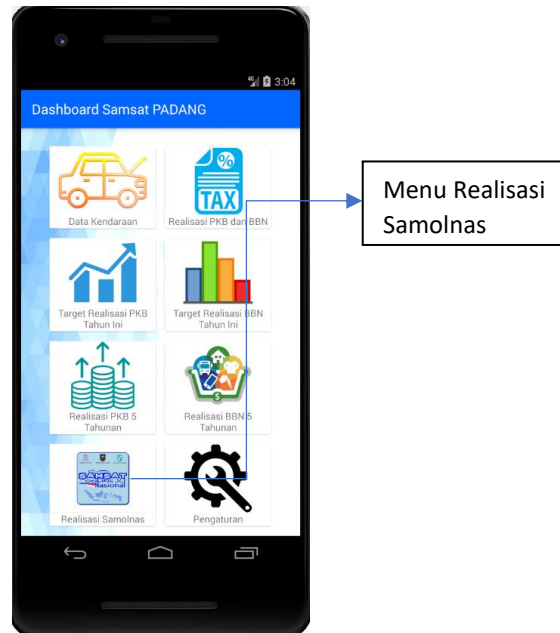 3:04
Dashboard Samsat PADANG
%
TAX
Data Kendaraan
Realisasi PKB dan BBN
Menu Realisasi
Samolnas
Target Realisasi PKB
Tahun Ini
Target Realisasi BBN
Tahun Ini
Realisasi PKB 5
Tahunan
Realisasi BBN 5
Tahunan
SAMSAT
ONLINE
Nasional
Realisasi Samolnas
Pengaturan